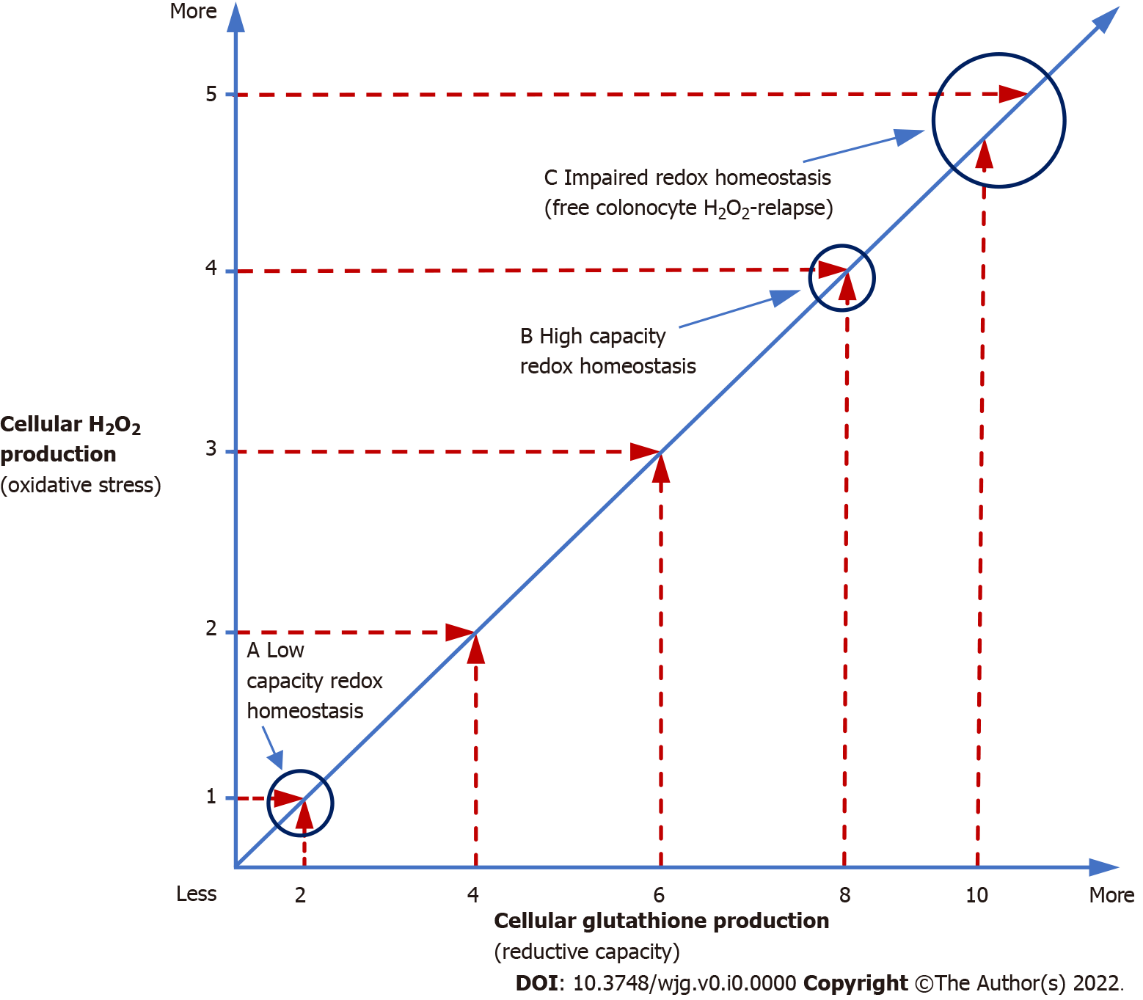 More
5
C Impaired redox homeostasis
(free colonocyte H₂O₂-relapse)
4
B High capacity
redox homeostasis
Cellular H₂O₂
production
(oxidative stress)
3
2
A Low
capacity redox
homeostasis
1
Less 2 4 6 8 10 More
Cellular glutathione production
(reductive capacity)
DOI: 10.3748/wjg.v0.i0.0000 Copyright ©The Author(s) 2022.